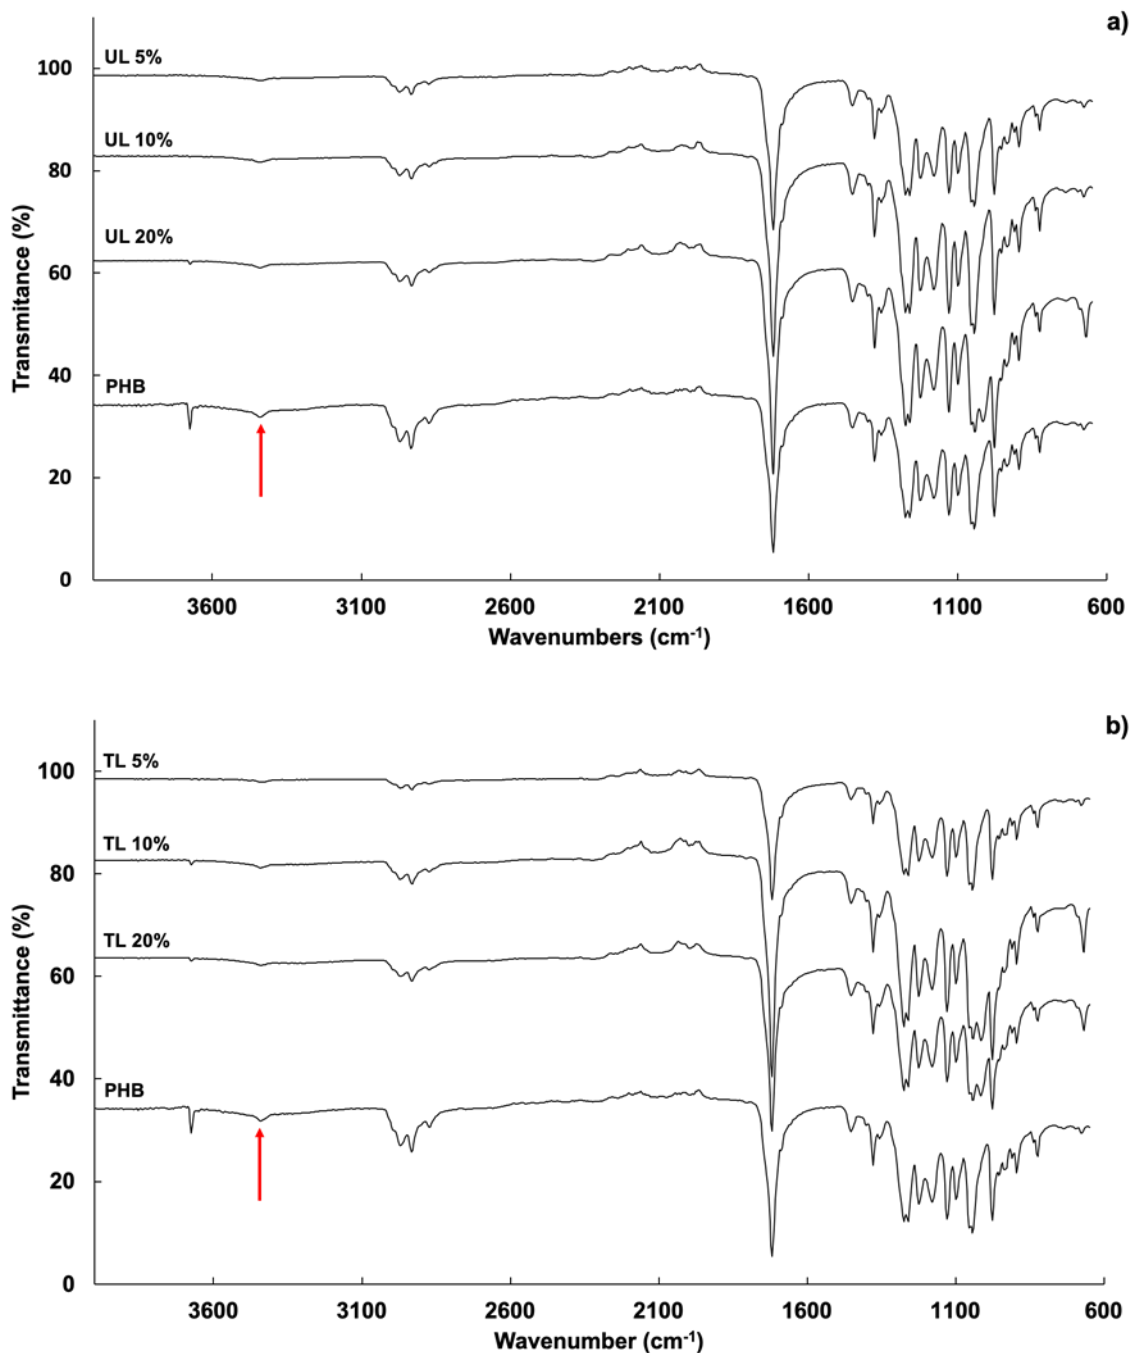 a)
UL 5%
100
UL 10%
80
UL 20%
60
PHB
40
20
0
Transmitance (%)
3600 3100 2600 2100 1600 1100 600
Wavenumbers (cm⁻¹)
b)
TL 5%
100
TL 10%
80
TL 20%
60
PHB
40
20
0
Transmittance (%)
3600 3100 2600 2100 1600 1100 600
Wavenumber (cm⁻¹)